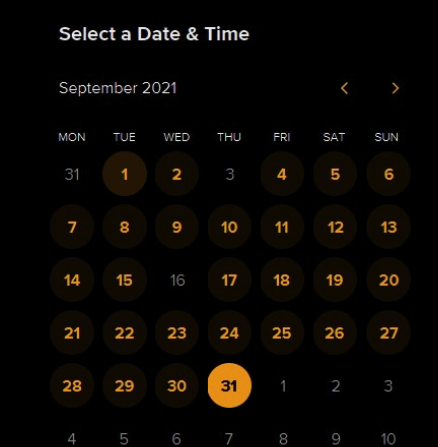 Select a Date & Time
September 2021
MON TUE WED THU FRI SAT SUN
31 1 2 3 4 5 6
7 8 9 10 11 12 13
14 15 16 17 18 19 20
21 22 23 24 25 26 27
28 29 30 31 1 2 3
4 5 6 7 8 9 10